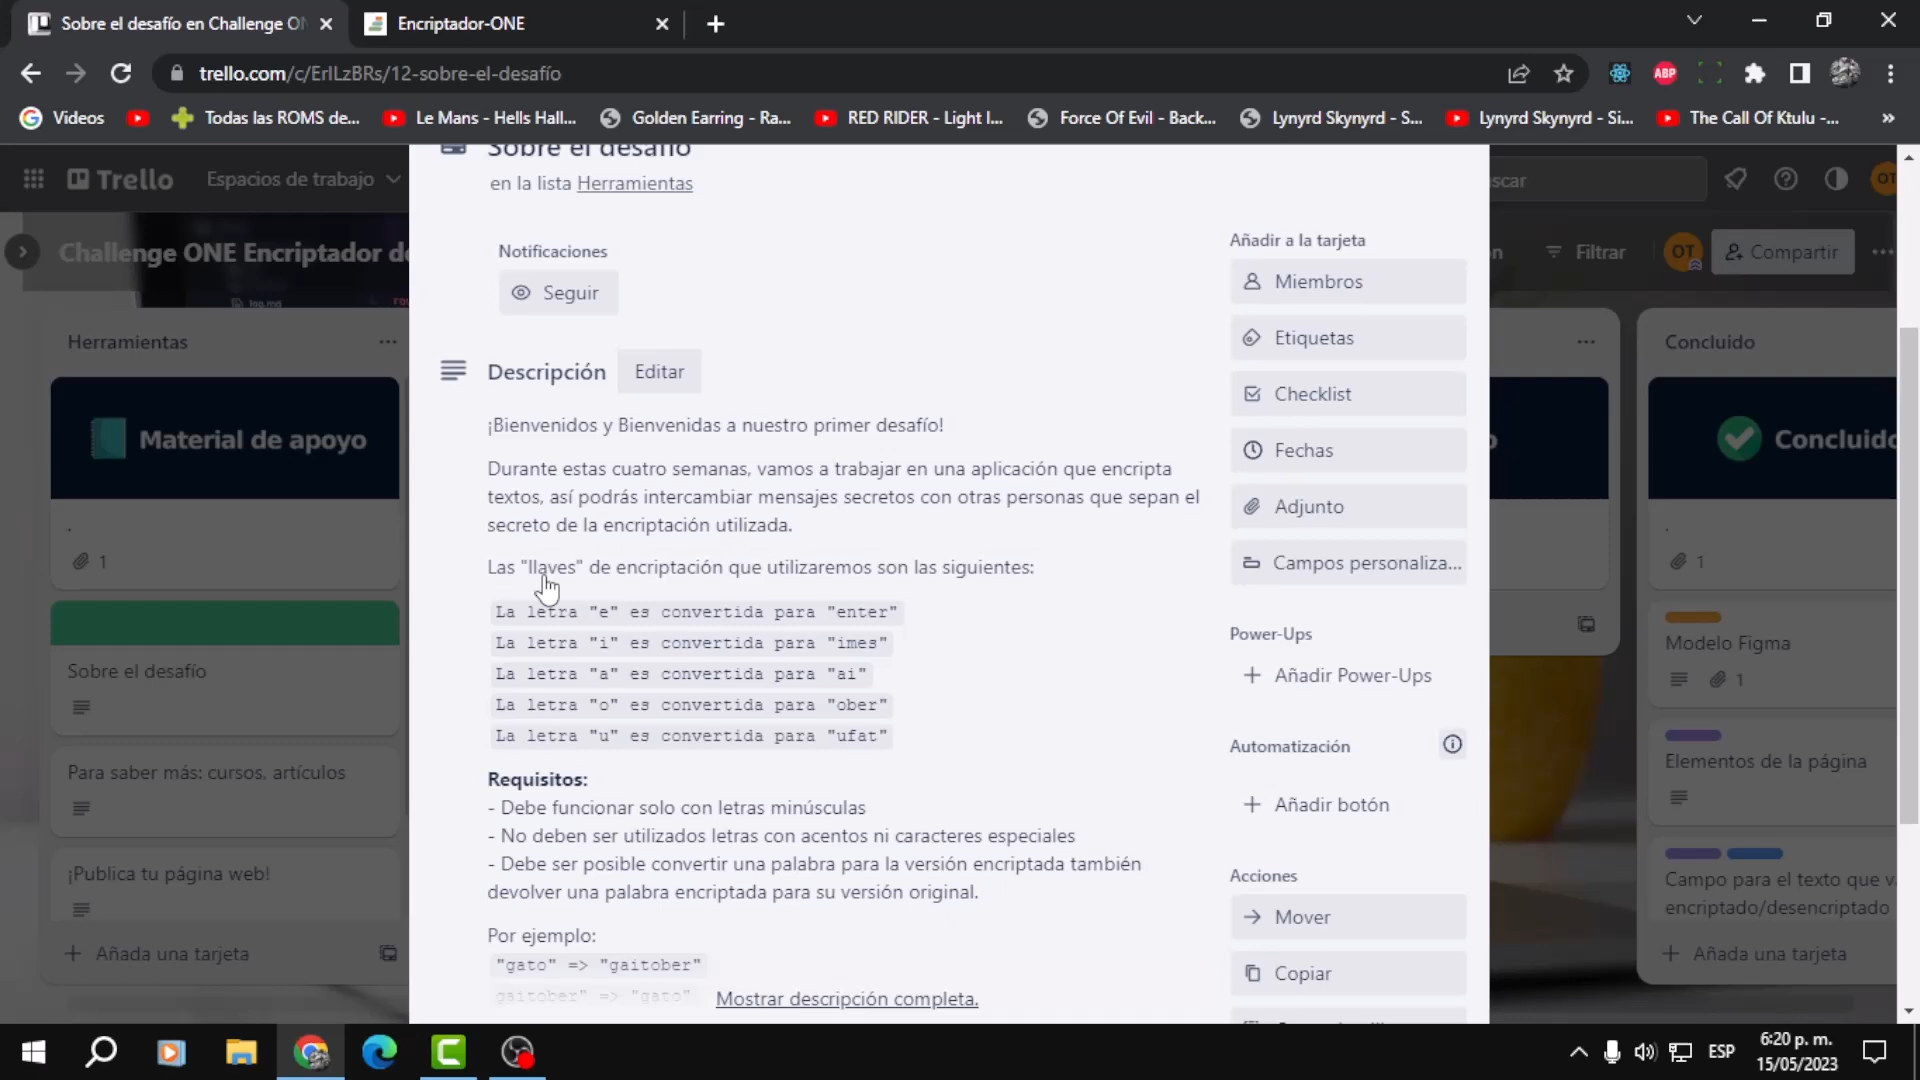 Sobre el desafío en Challenge ON
Encriptador-ONE
trello.com/c/ErlLzBRs/12-sobre-el-desafío
ABP
Videos
Todas las ROMS de...
Le Mans - Hells Hall...
Golden Earring - Ra...
RED RIDER - Light I...
Force Of Evil - Back...
Lynyrd Skynyrd - S...
Lynyrd Skynyrd - Si...
The Call Of Ktulu -...
Trello
Espacios de trabajo
scar
OT
Challenge ONE Encriptador de
Filtrar
OT
Compartir
Sobre el desafío
en la lista Herramientas
Notificaciones
Seguir
Descripción
Editar
¡Bienvenidos y Bienvenidas a nuestro primer desafío!
Durante estas cuatro semanas, vamos a trabajar en una aplicación que encripta
textos, así podrás intercambiar mensajes secretos con otras personas que sepan el
secreto de la encriptación utilizada.
Las "llaves" de encriptación que utilizaremos son las siguientes:
La letra "e" es convertida para "enter"
La letra "i" es convertida para "imes"
La letra "a" es convertida para "ai"
La letra "o" es convertida para "ober"
La letra "u" es convertida para "ufat"
Requisitos:
- Debe funcionar solo con letras minúsculas
- No deben ser utilizados letras con acentos ni caracteres especiales
- Debe ser posible convertir una palabra para la versión encriptada también
devolver una palabra encriptada para su versión original.
Por ejemplo:
"gato" => "gaitober"
gaitober" => "gato"
Mostrar descripción completa.
Añadir a la tarjeta
Miembros
Etiquetas
Checklist
Fechas
Adjunto
Campos personaliza...
Power-Ups
+ Añadir Power-Ups
Automatización
+ Añadir botón
Acciones
Mover
Copiar
Herramientas
...
Material de apoyo
.
1
Sobre el desafío
Para saber más: cursos, artículos
¡Publica tu página web!
+ Añada una tarjeta
...
Concluido
Concluido
.
1
Modelo Figma
1
Elementos de la página
Campo para el texto que v
encriptado/desencriptado
+ Añada una tarjeta
ESP
6:20 p. m.
15/05/2023